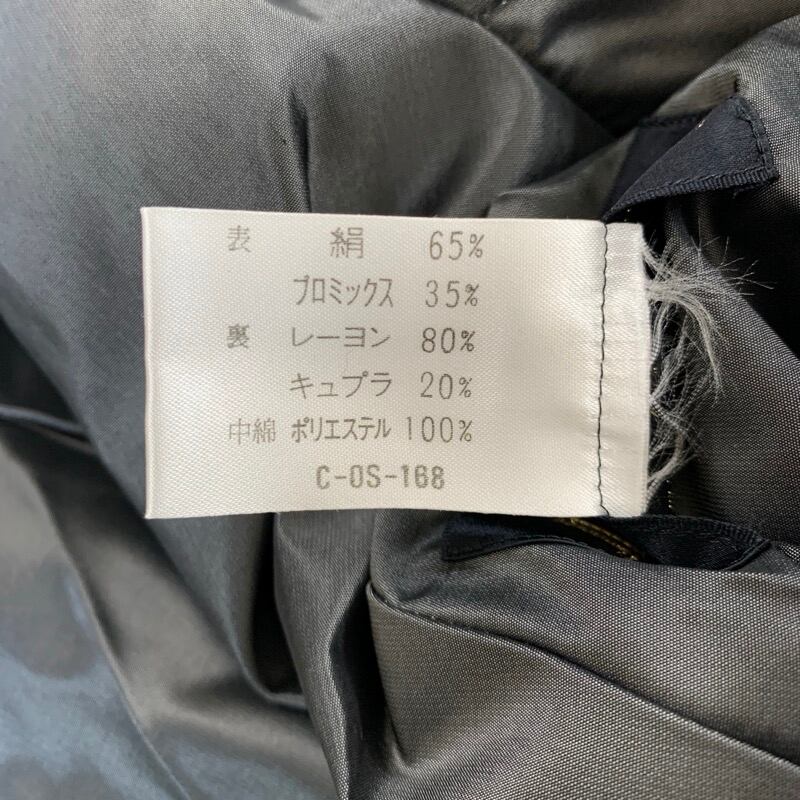 表 絹 65%
プロミックス 35%
裏 レーヨン 80%
キュプラ 20%
中綿 ポリエステル 100%
C-OS-168